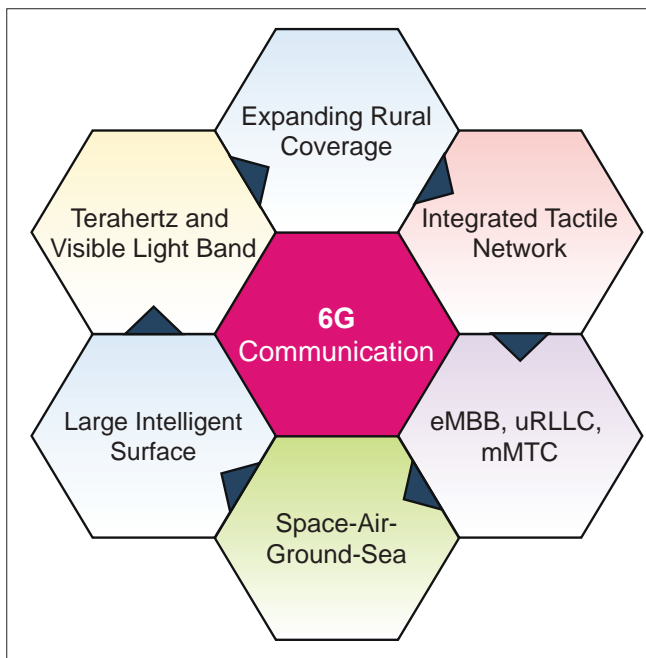 Expanding Rural
Coverage
Terahertz and
Visible Light Band
Integrated Tactile
Network
6G
Communication
Large Intelligent
Surface
eMBB, uRLLC,
mMTC
Space-Air-
Ground-Sea